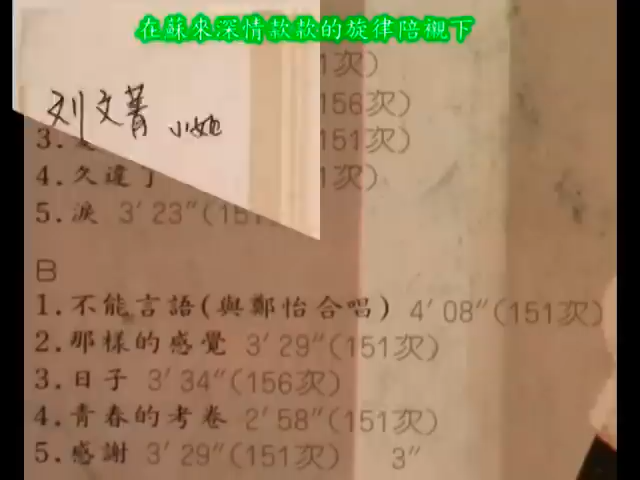 在蘇來深情款款的旋律陪襯下
1次)
156次)
刘文菁 小姐
3. 151次)
4.久違了 1次)
5.淚 3′23″(151
B
1.不能言語(與鄭怡合唱) 4′08″(151次)
2.那樣的感覺 3′29″(151次)
3.日子 3′34″(156次)
4.青春的考卷 2′58″(151次)
5.感謝 3′29″(151次) 3″